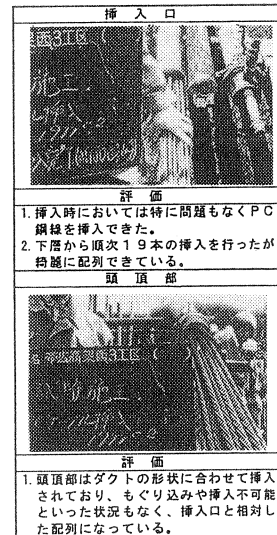 挿入口
評価
1. 挿入時においては特に問題もなくPC
鋼線を挿入できた。
2. 下層から順次19本の挿入を行ったが
綺麗に配列できている。
頭頂部
評価
1. 頭頂部はダクトの形状に合わせて挿入
されており、もぐり込みや挿入不可能
といった状況もなく、挿入口と相対し
た配列になっている。